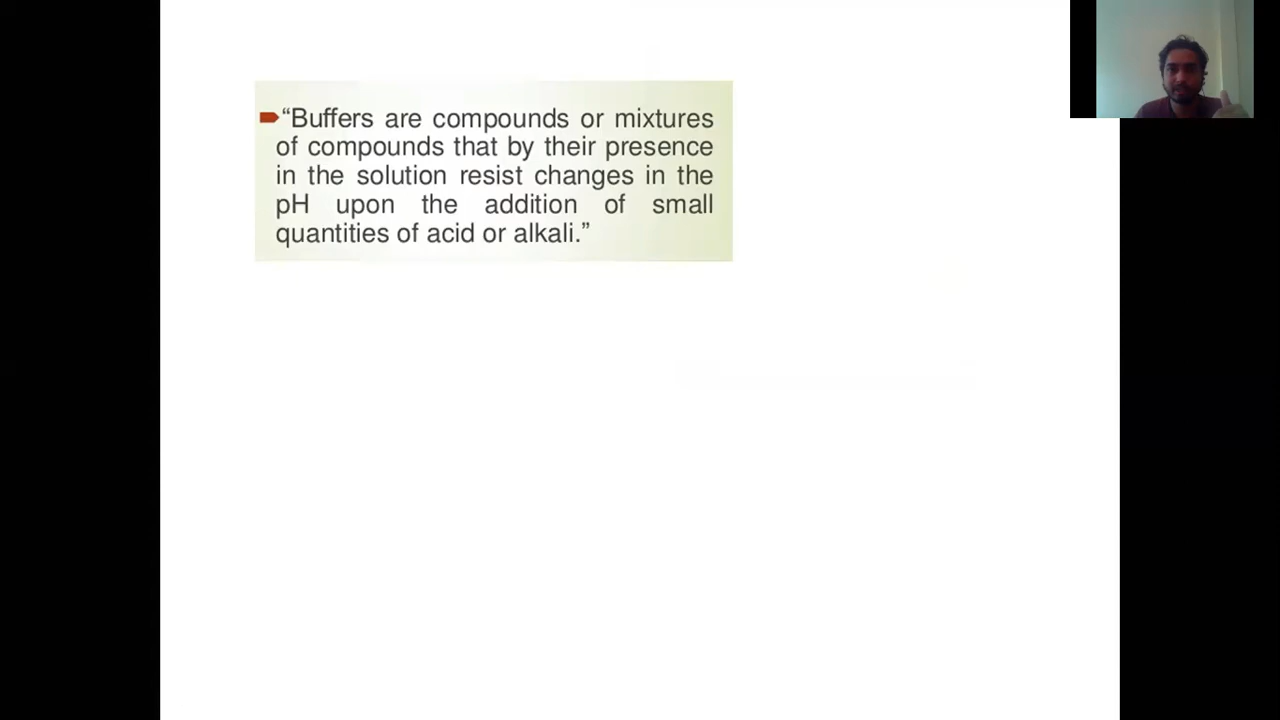 “Buffers are compounds or mixtures
of compounds that by their presence
in the solution resist changes in the
pH upon the addition of small
quantities of acid or alkali.”